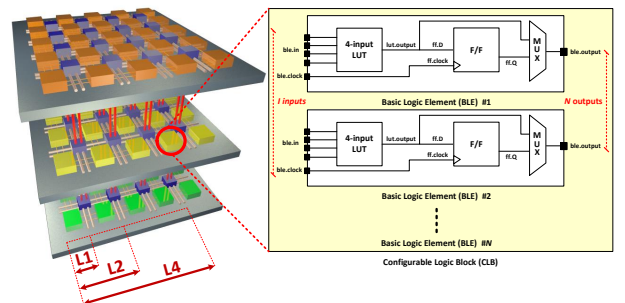 ble.in
4-input
LUT
lut.output
ff.D
F/F
ff.Q
MUX
ble.output
ble.clock
ff.clock
I inputs
Basic Logic Element (BLE) #1
N outputs
ble.in
4-input
LUT
lut.output
ff.D
F/F
ff.Q
MUX
ble.output
ble.clock
ff.clock
Basic Logic Element (BLE) #2
Basic Logic Element (BLE) #N
Configurable Logic Block (CLB)
L1
L2
L4